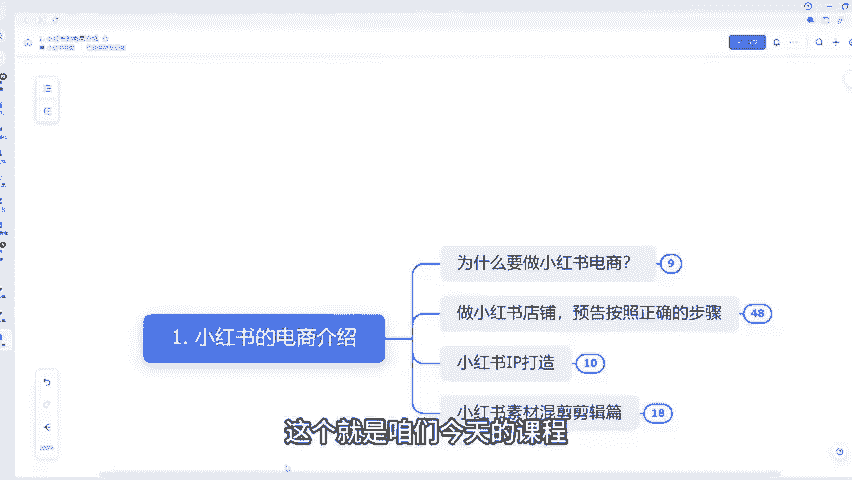 为什么要做小红书电商？ 9
做小红书店铺，预告按照正确的步骤 48
1. 小红书的电商介绍
小红书IP打造 10
小红书素材混剪剪辑篇 18
这个就是咱们今天的课程